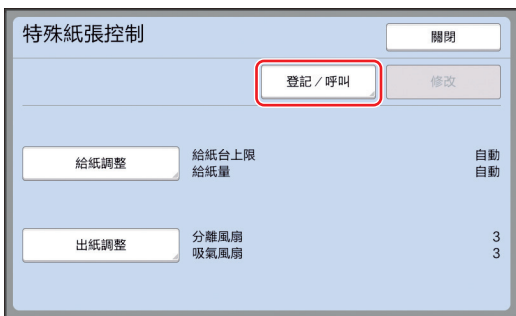 特殊紙張控制
關閉
登記／呼叫
修改
給紙調整
給紙台上限 自動
給紙量 自動
出紙調整
分離風扇 3
吸氣風扇 3